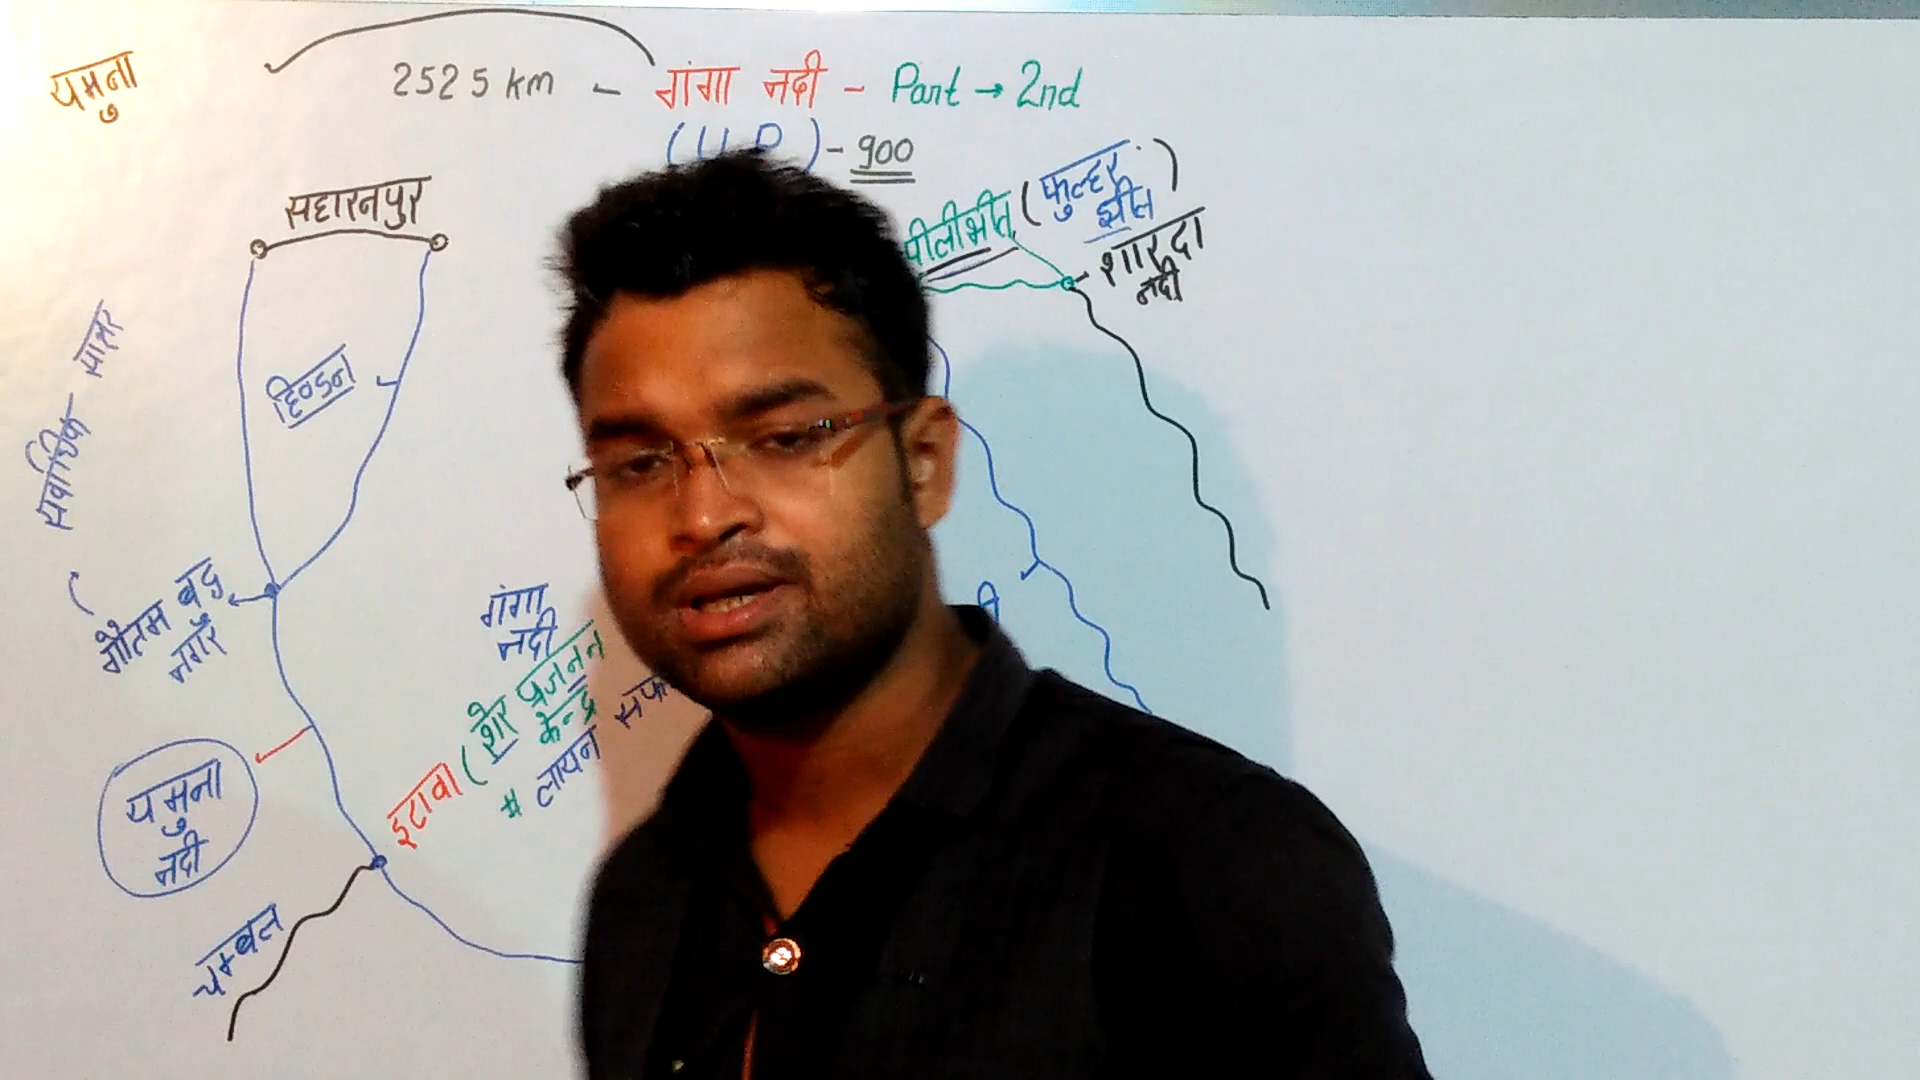 यमुना
2525 km – गंगा नदी – Part → 2nd
(U P) – 900
सहारनपुर
पीलीभीत (फुल्हर
झील)
शारदा
नदी
हिण्डन
सर्वाधिक
गौतम बुद्ध
नगर
गंगा
नदी
इटावा (शेर प्रजनन
केन्द्र
# लायन
यमुना
नदी
चम्बल